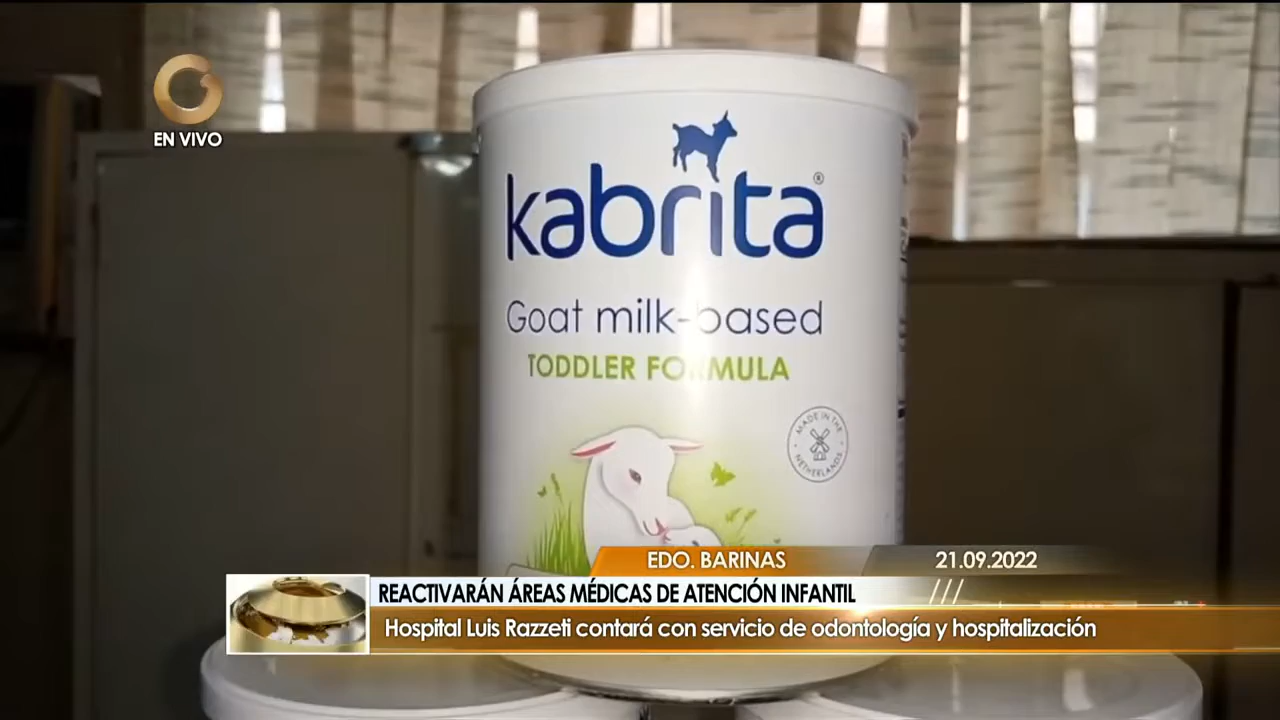 EN VIVO
kabrita®
Goat milk-based
TODDLER FORMULA
MADE IN THE
NETHERLANDS
EDO. BARINAS
21.09.2022
REACTIVARÁN ÁREAS MÉDICAS DE ATENCIÓN INFANTIL
Hospital Luis Razzeti contará con servicio de odontología y hospitalización